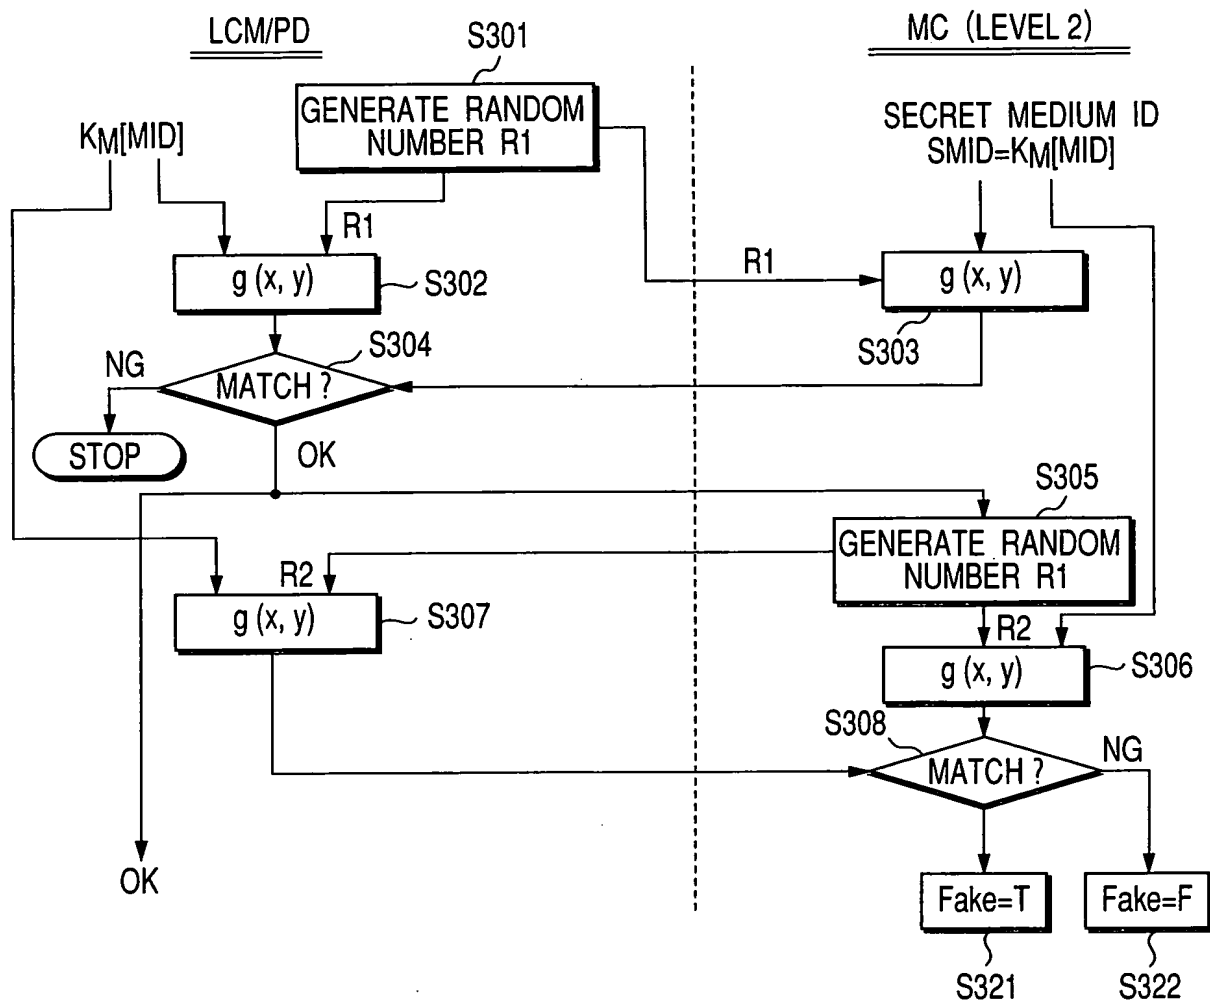 LCM/PD
MC (LEVEL 2)
S301
GENERATE RANDOM
NUMBER R1
KM[MID]
SECRET MEDIUM ID
SMID=KM[MID]
R1
R1
g (x, y)
S302
g (x, y)
S303
S304
NG
MATCH ?
STOP
OK
S305
GENERATE RANDOM
NUMBER R1
R2
g (x, y)
S307
R2
g (x, y)
S306
S308
MATCH ?
NG
OK
Fake=T
Fake=F
S321
S322